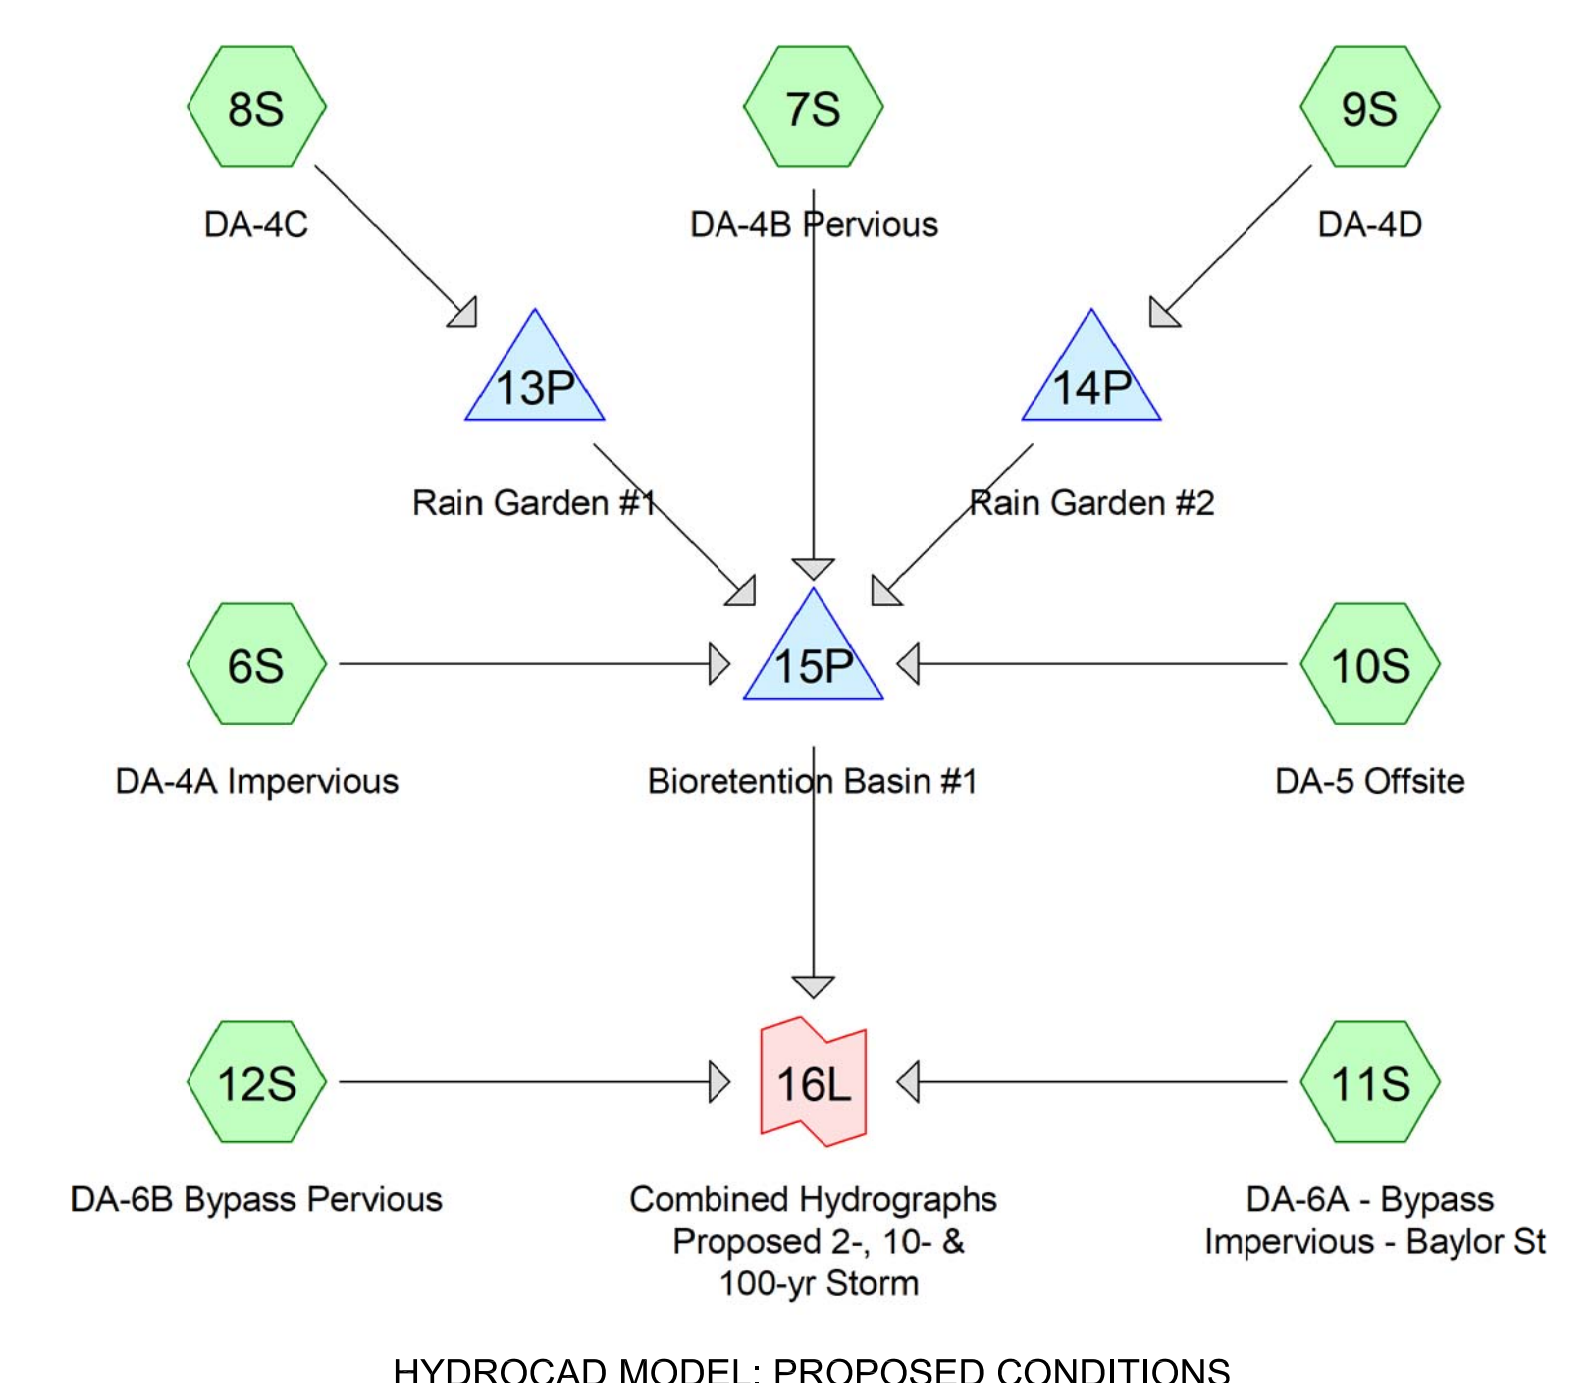 8S
7S
9S
DA-4C
DA-4B Pervious
DA-4D
13P
14P
Rain Garden #1
Rain Garden #2
6S
15P
10S
DA-4A Impervious
Bioretention Basin #1
DA-5 Offsite
12S
16L
11S
DA-6B Bypass Pervious
Combined Hydrographs
Proposed 2-, 10- &
100-yr Storm
DA-6A - Bypass
Impervious - Baylor St
HYDROCAD MODEL: PROPOSED CONDITIONS